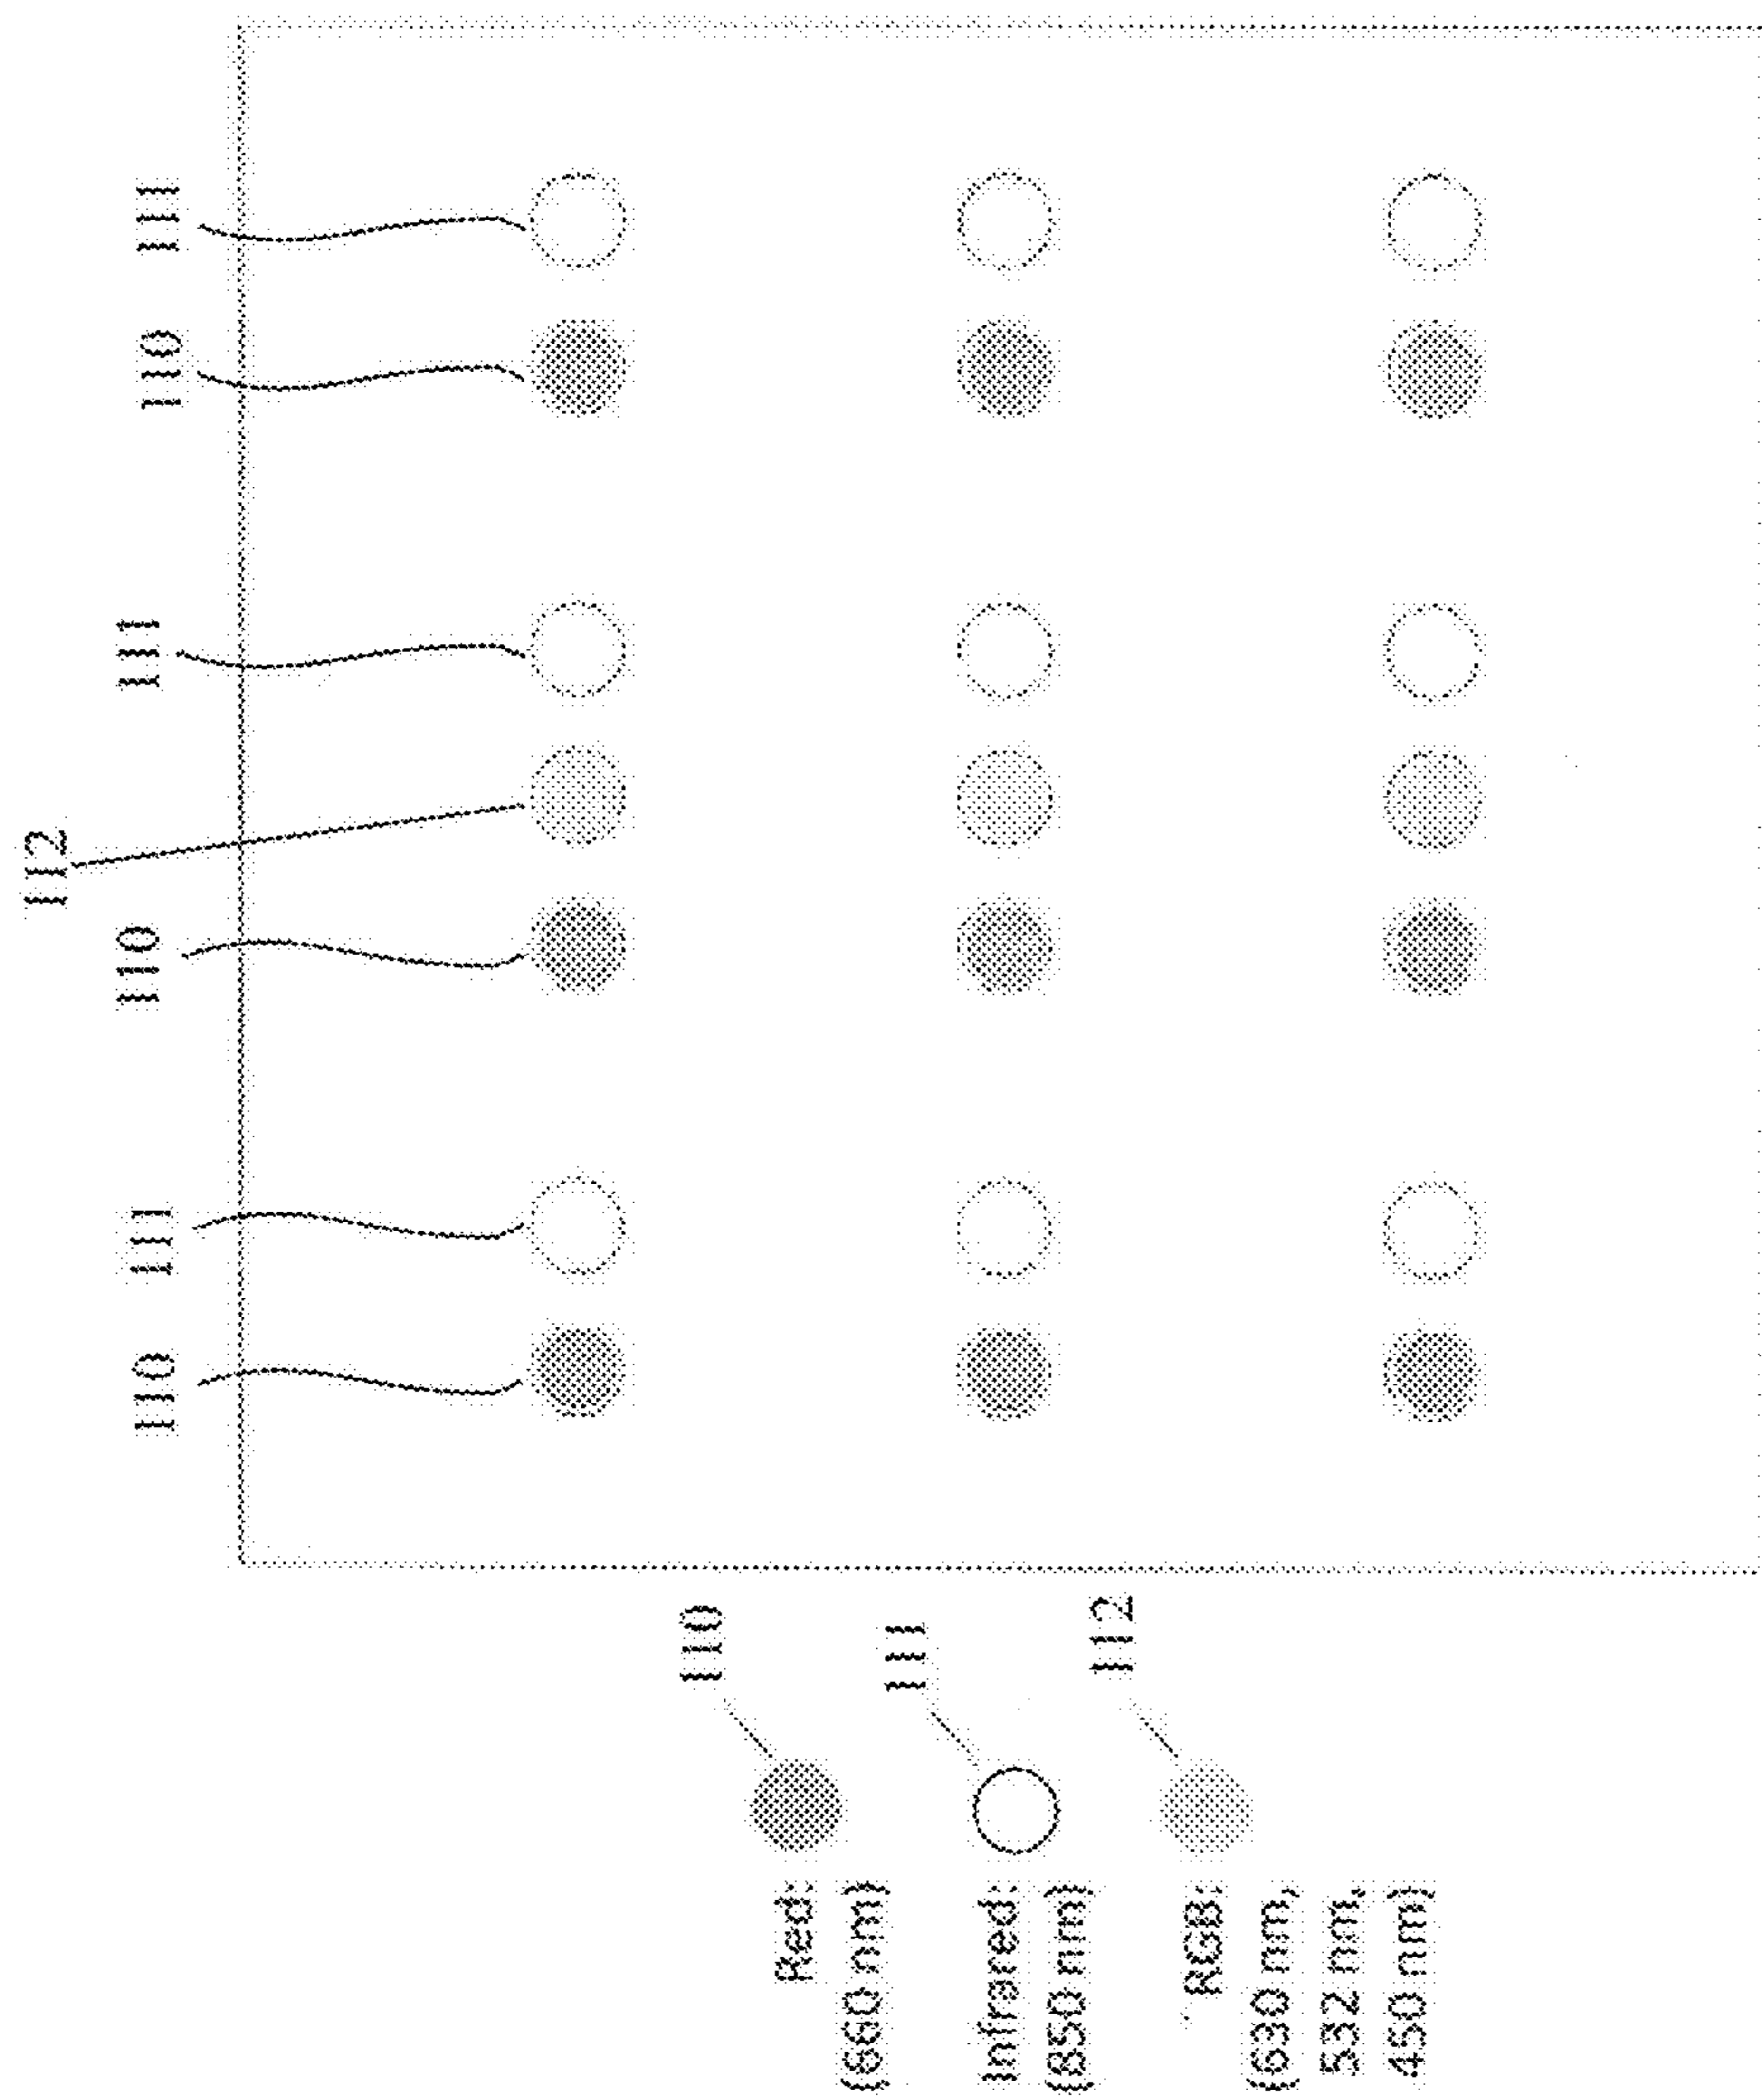 112
110 111 110 111 110 111
110
Red:
(660 nm)
111
Infrared:
(850 nm)
112
RGB:
(630 nm,
532 nm,
450 nm)